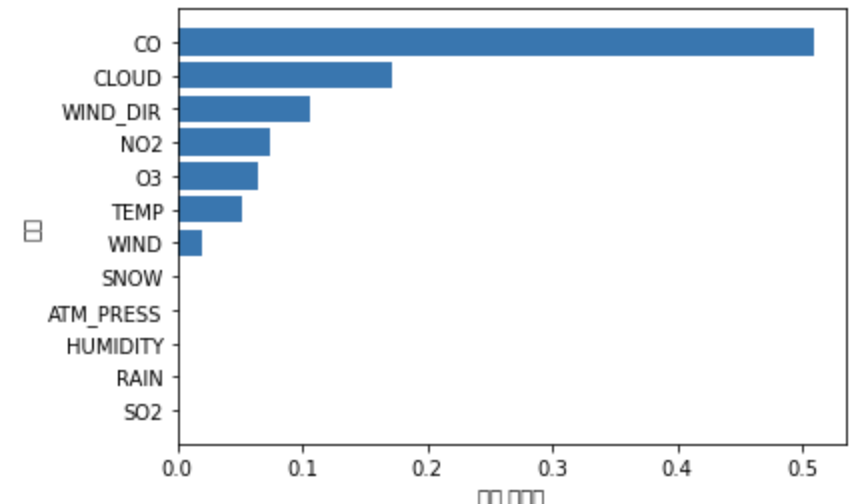 CO
CLOUD
WIND_DIR
NO2
O3
TEMP
WIND
SNOW
ATM_PRESS
HUMIDITY
RAIN
SO2
0.0 0.1 0.2 0.3 0.4 0.5